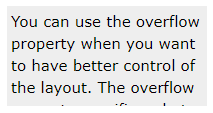 You can use the overflow
property when you want
to have better control of
the layout. The overflow